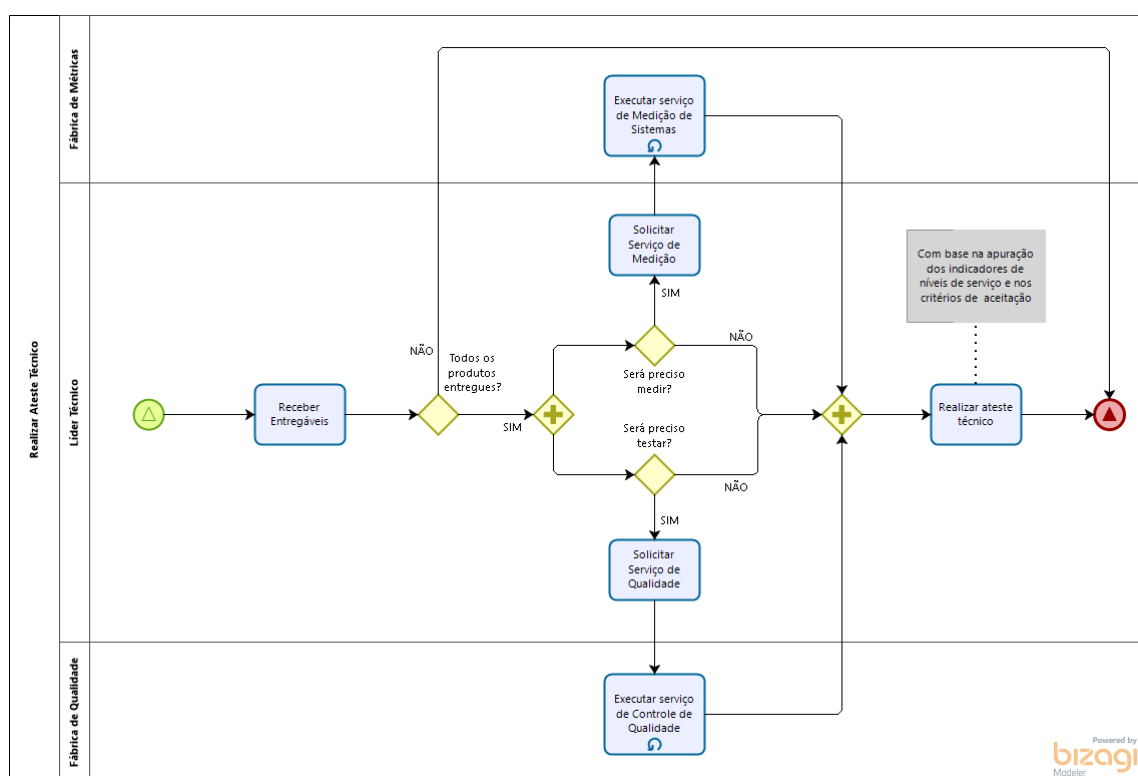 Realizar Ateste Técnico
Fábrica de Métricas
Executar serviço
de Medição de
Sistemas
Líder Técnico
Solicitar
Serviço de
Medição
Com base na apuração
dos indicadores de
níveis de serviço e nos
critérios de aceitação
SIM
NÃO
NÃO
Todos os
produtos
entregues?
Será preciso
medir?
Receber
Entregáveis
SIM
Realizar ateste
técnico
Será preciso
testar?
NÃO
SIM
Solicitar
Serviço de
Qualidade
Fábrica de Qualidade
Executar serviço
de Controle de
Qualidade
Powered by
bizagi
Modeler